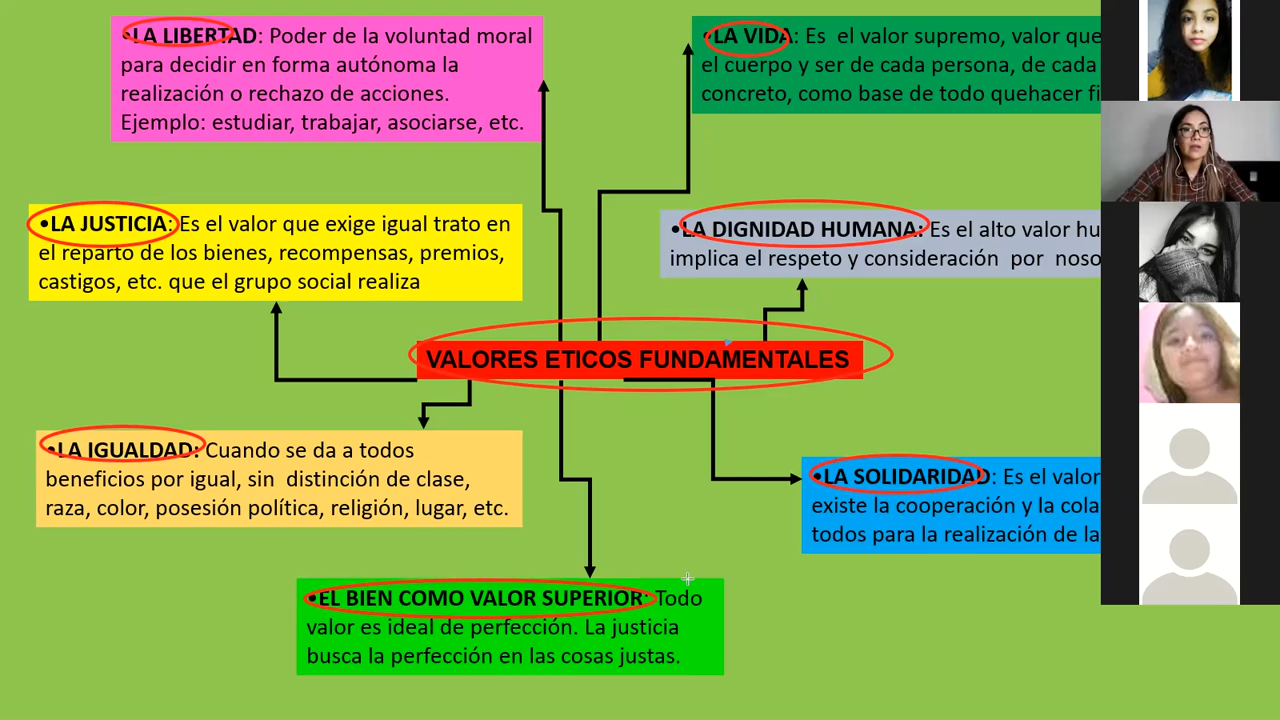 •LA LIBERTAD: Poder de la voluntad moral
para decidir en forma autónoma la
realización o rechazo de acciones.
Ejemplo: estudiar, trabajar, asociarse, etc.
•LA VIDA: Es el valor supremo, valor que
el cuerpo y ser de cada persona, de cada
concreto, como base de todo quehacer fi
•LA JUSTICIA: Es el valor que exige igual trato en
el reparto de los bienes, recompensas, premios,
castigos, etc. que el grupo social realiza
•LA DIGNIDAD HUMANA: Es el alto valor hu
implica el respeto y consideración por noso
VALORES ETICOS FUNDAMENTALES
•LA IGUALDAD: Cuando se da a todos
beneficios por igual, sin distinción de clase,
raza, color, posesión política, religión, lugar, etc.
•LA SOLIDARIDAD: Es el valor
existe la cooperación y la cola
todos para la realización de la
•EL BIEN COMO VALOR SUPERIOR: Todo
valor es ideal de perfección. La justicia
busca la perfección en las cosas justas.